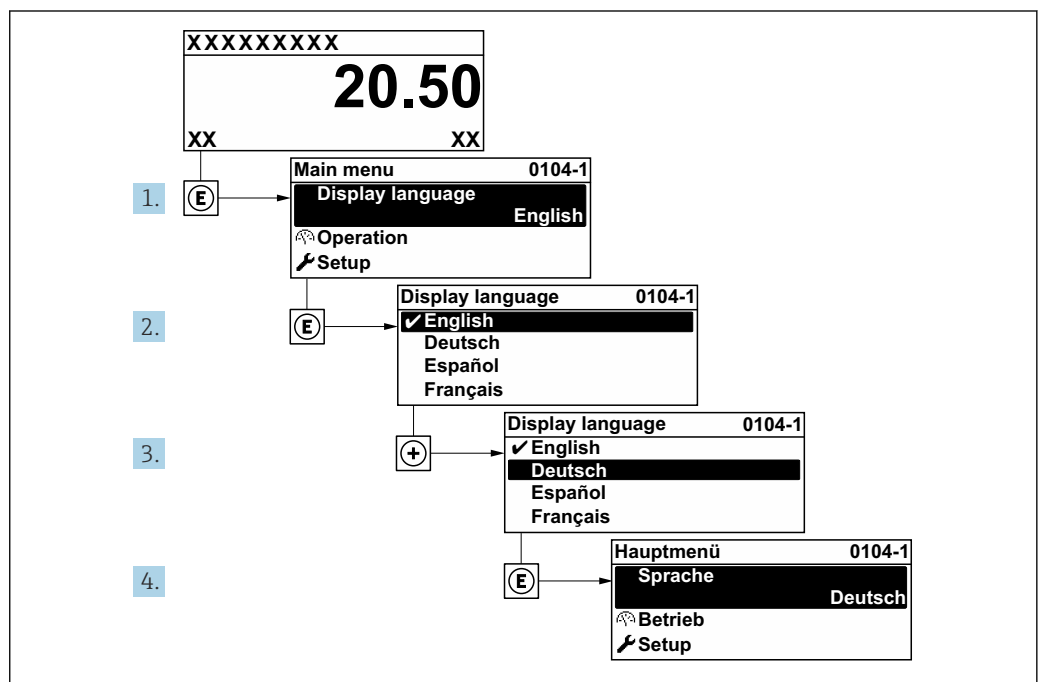 XXXXXXXXX
20.50
XX XX
1. E
Main menu 0104-1
Display language
English
Operation
Setup
2. E
Display language 0104-1
✔English
Deutsch
Español
Français
3. +
Display language 0104-1
✔English
Deutsch
Español
Français
4. E
Hauptmenü 0104-1
Sprache
Deutsch
Betrieb
Setup